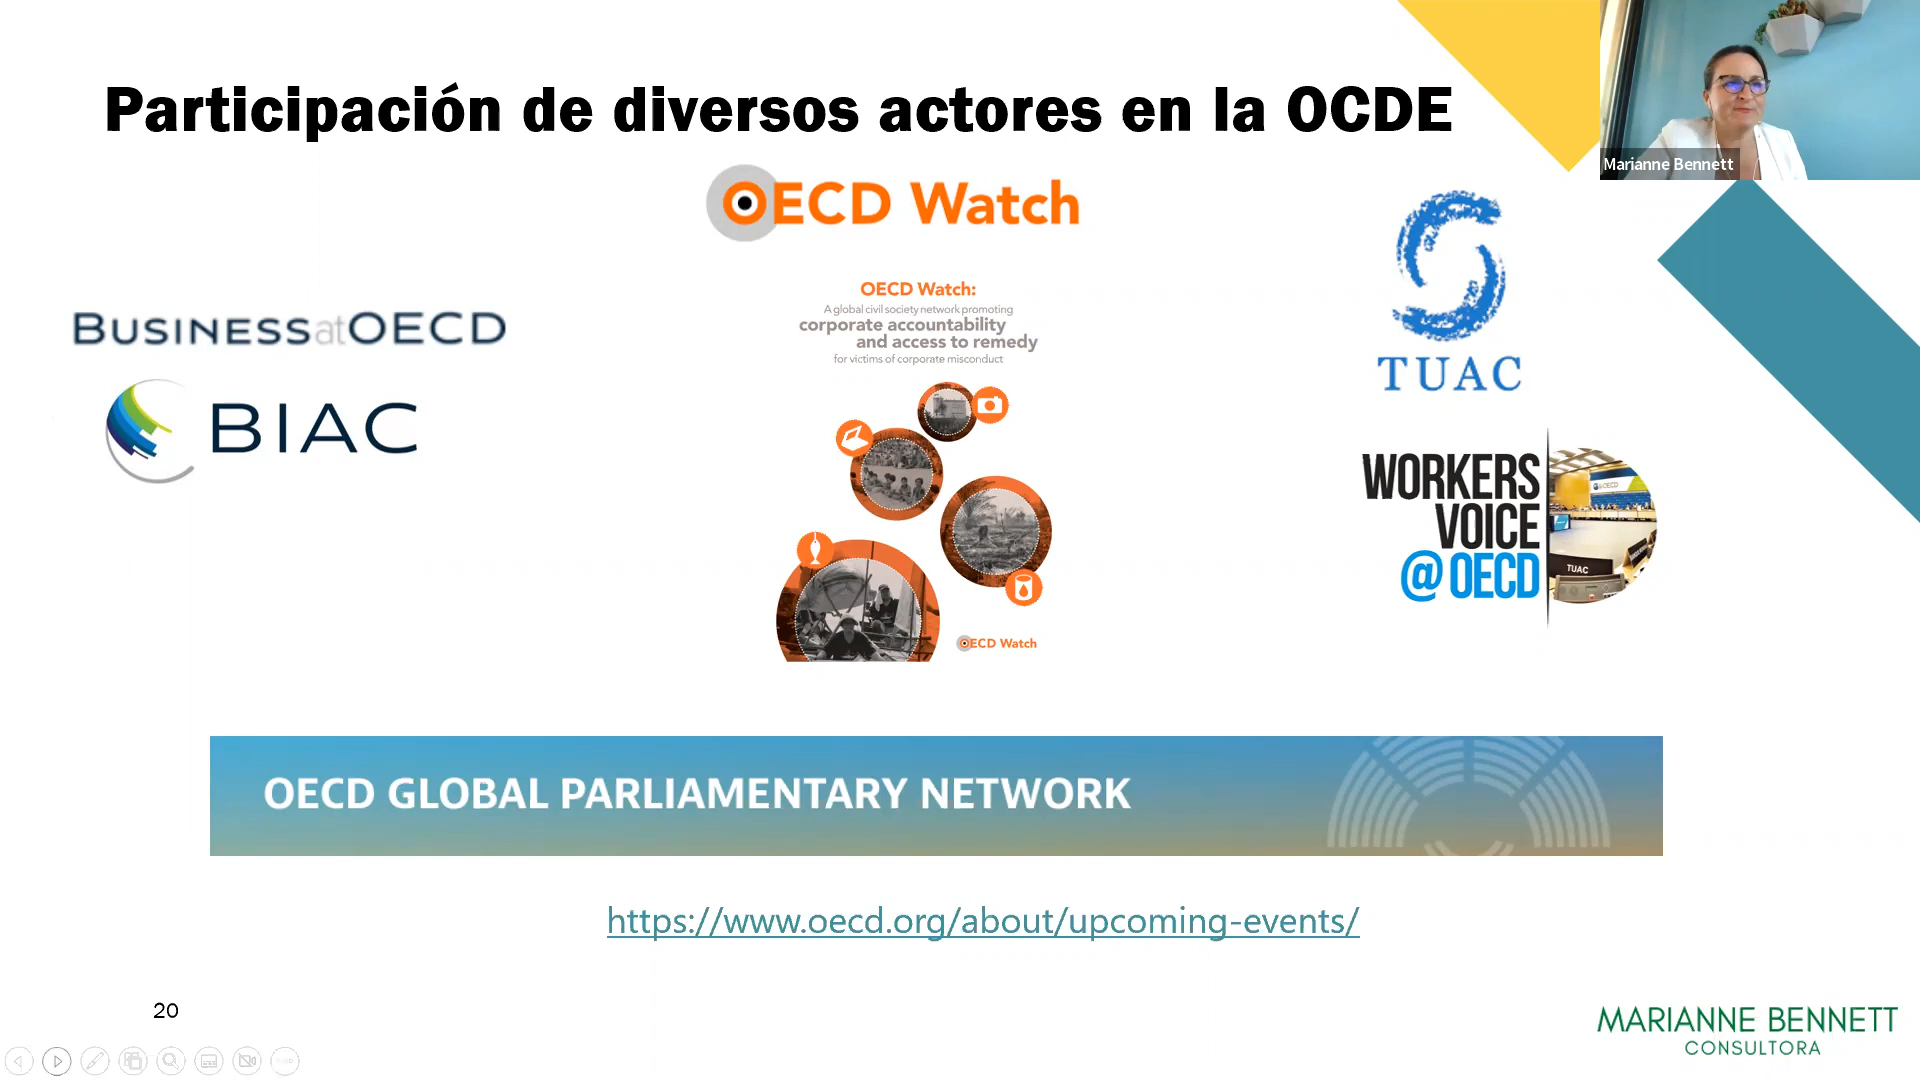 Participación de diversos actores en la OCDE
Marianne Bennett
OECD Watch
OECD Watch:
A global civil society network promoting
corporate accountability
and access to remedy
for victims of corporate misconduct
OECD Watch
BUSINESSatOECD
BIAC
TUAC
WORKERS
VOICE
@OECD
OECD
TUAC
OECD GLOBAL PARLIAMENTARY NETWORK
https://www.oecd.org/about/upcoming-events/
20
MARIANNE BENNETT
CONSULTORA